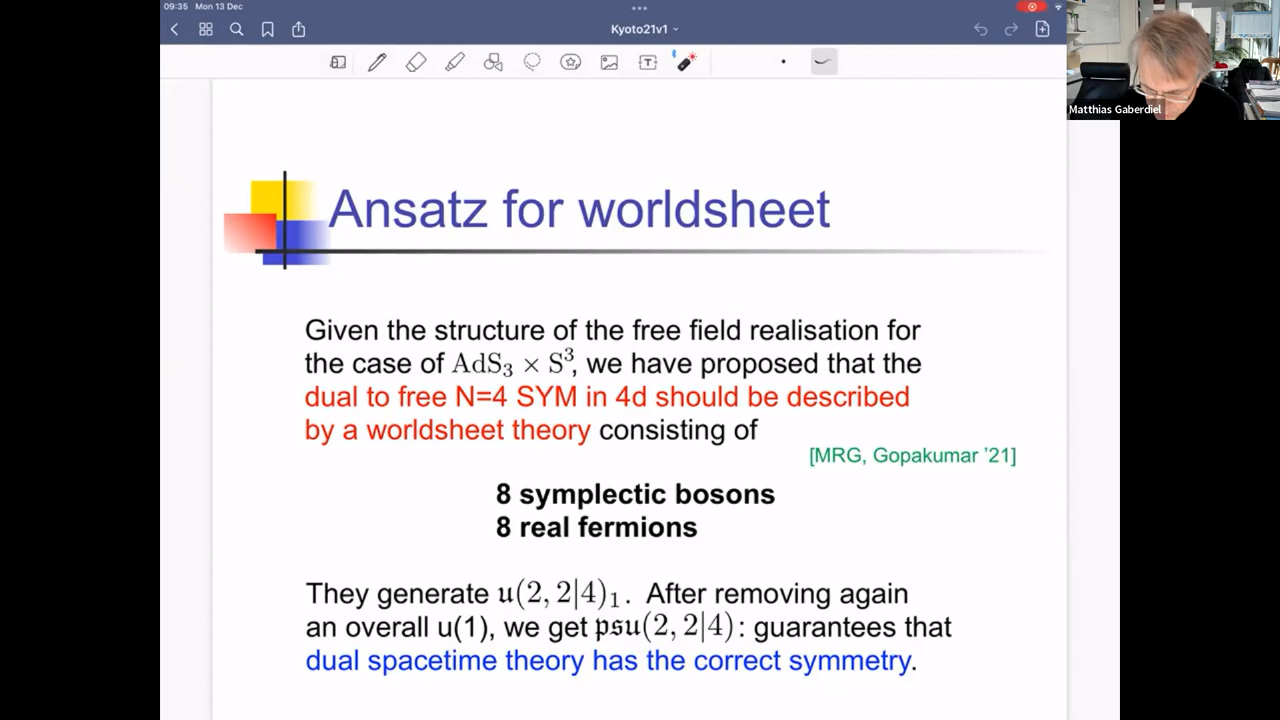 09:35 Mon 13 Dec
Kyoto21v1
Matthias Gaberdiel
Ansatz for worldsheet
Given the structure of the free field realisation for
the case of AdS₃ × S³, we have proposed that the
dual to free N=4 SYM in 4d should be described
by a worldsheet theory consisting of
[MRG, Gopakumar ’21]
8 symplectic bosons
8 real fermions
They generate 𝔲(2, 2|4)₁. After removing again
an overall u(1), we get 𝔭𝔰𝔲(2, 2|4): guarantees that
dual spacetime theory has the correct symmetry.